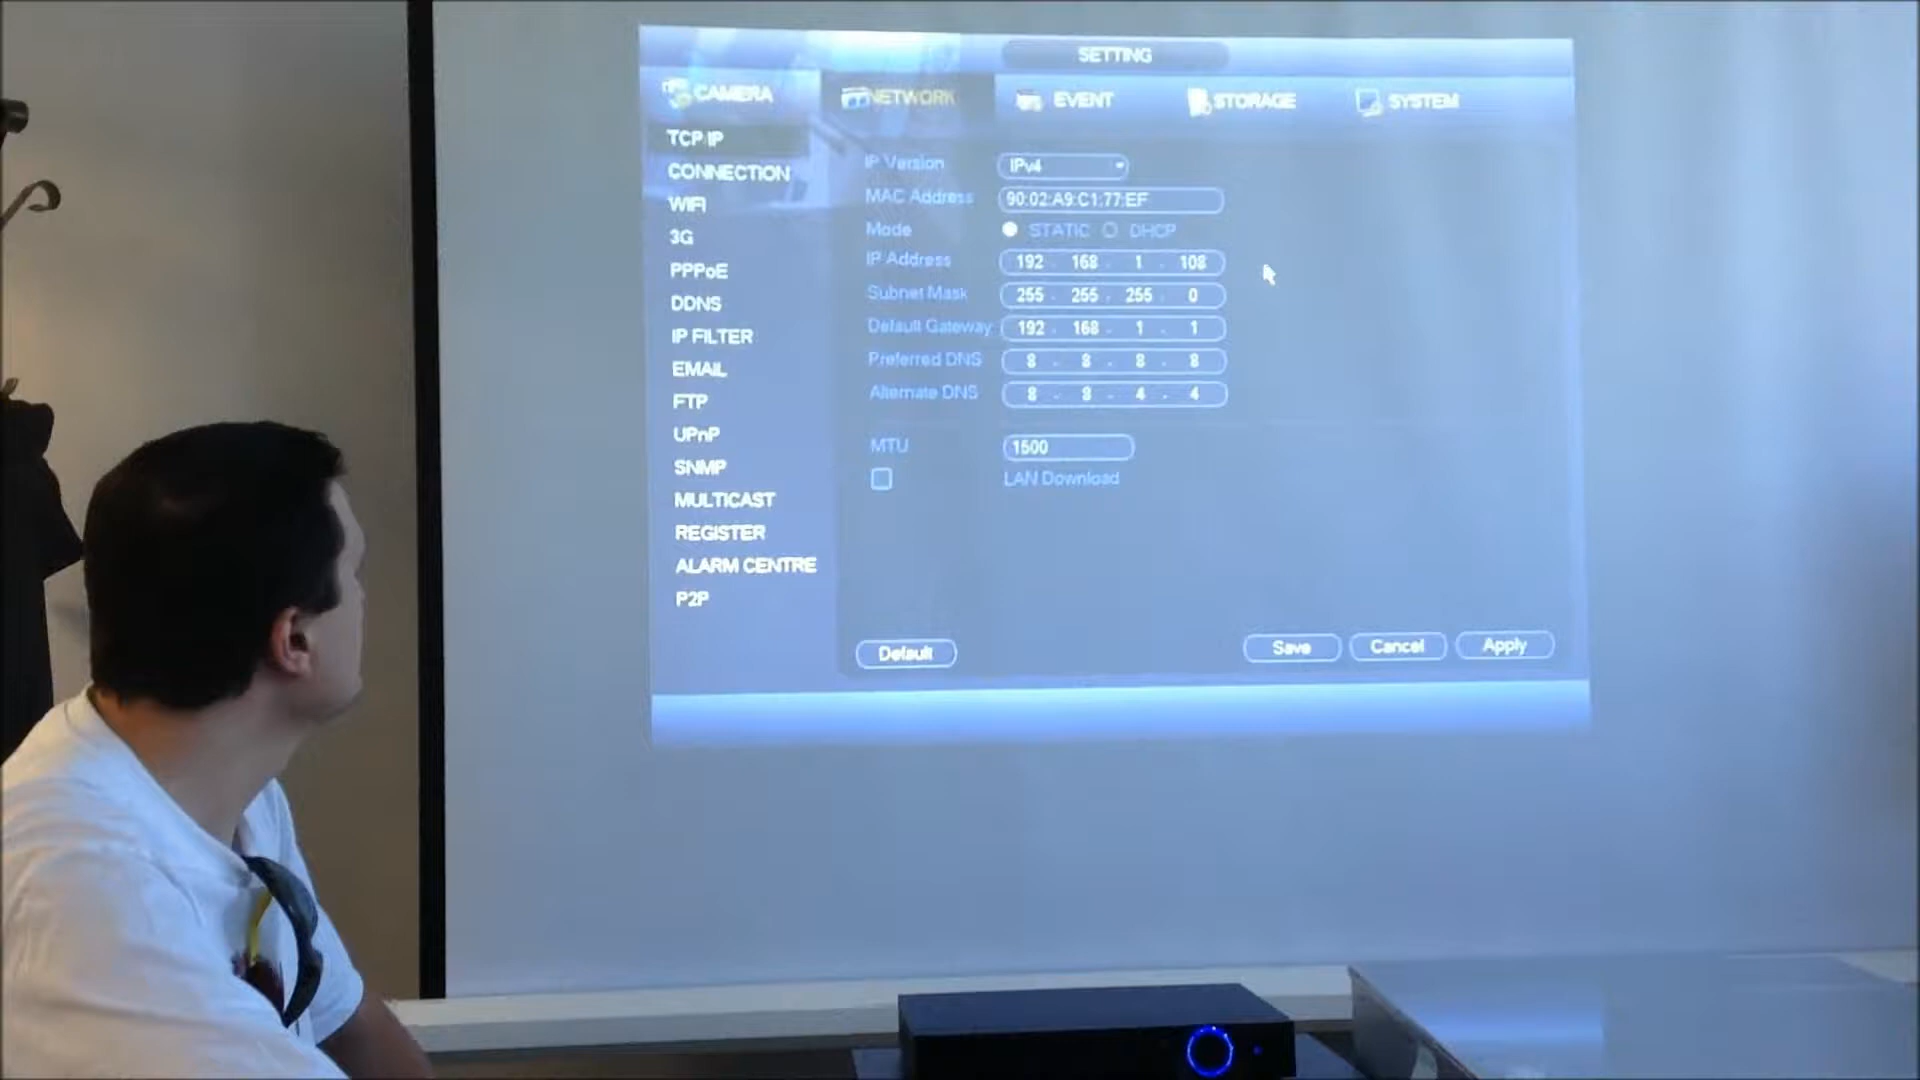 SETTING
CAMERA NETWORK EVENT STORAGE SYSTEM
TCP/IP
CONNECTION
WIFI
3G
PPPoE
DDNS
IP FILTER
EMAIL
FTP
UPnP
SNMP
MULTICAST
REGISTER
ALARM CENTRE
P2P
IP Version IPv4
MAC Address 90:02:A9:C1:77:EF
Mode STATIC DHCP
IP Address 192 . 168 . 1 . 108
Subnet Mask 255 . 255 . 255 . 0
Default Gateway 192 . 168 . 1 . 1
Preferred DNS 8 . 8 . 8 . 8
Alternate DNS 8 . 8 . 4 . 4
MTU 1500
LAN Download
Default Save Cancel Apply